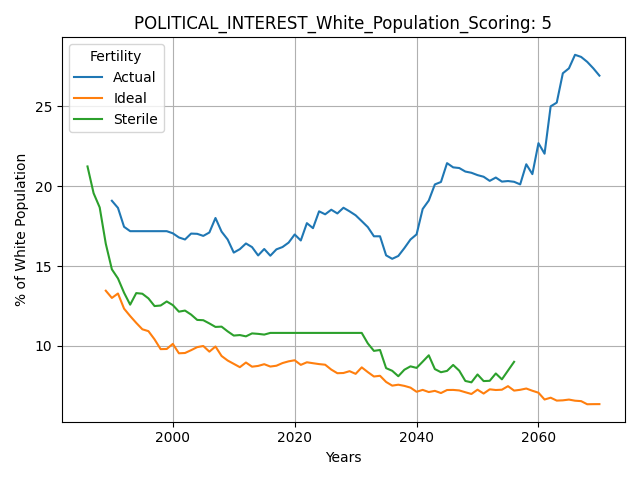 POLITICAL_INTEREST_White_Population_Scoring: 5
Fertility
Actual
Ideal
Sterile
% of White Population
25
20
15
10
2000
2020
2040
2060
Years